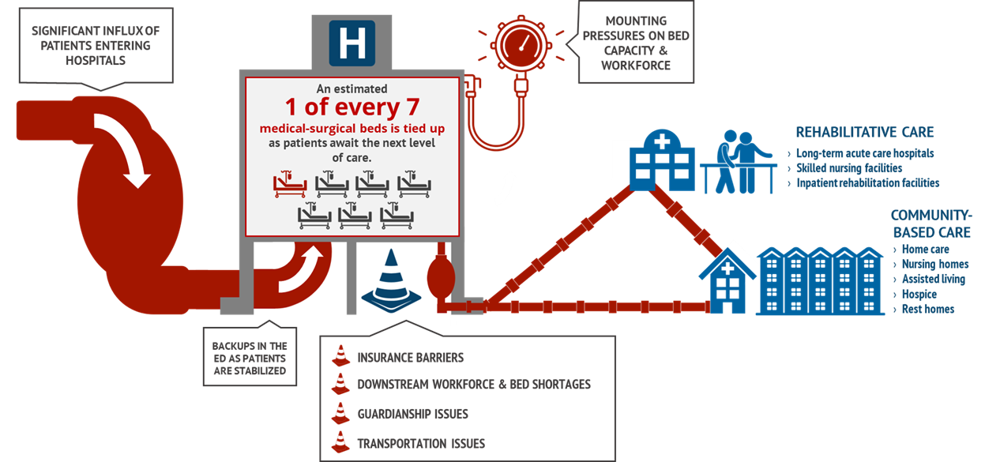 SIGNIFICANT INFLUX OF
PATIENTS ENTERING
HOSPITALS
H
An estimated
1 of every 7
medical-surgical beds is tied up
as patients await the next level
of care.
MOUNTING
PRESSURES ON BED
CAPACITY &
WORKFORCE
REHABILITATIVE CARE
› Long-term acute care hospitals
› Skilled nursing facilities
› Inpatient rehabilitation facilities
COMMUNITY-
BASED CARE
› Home care
› Nursing homes
› Assisted living
› Hospice
› Rest homes
BACKUPS IN THE
ED AS PATIENTS
ARE STABILIZED
INSURANCE BARRIERS
DOWNSTREAM WORKFORCE & BED SHORTAGES
GUARDIANSHIP ISSUES
TRANSPORTATION ISSUES